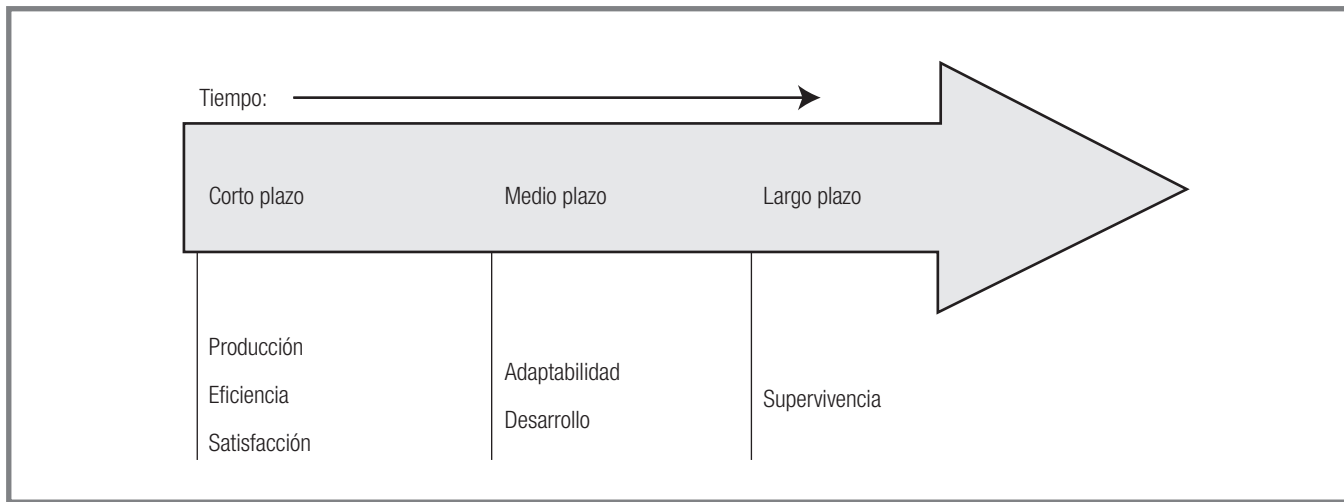 Tiempo:
Corto plazo
Medio plazo
Largo plazo
Producción
Eficiencia
Satisfacción
Adaptabilidad
Desarrollo
Supervivencia